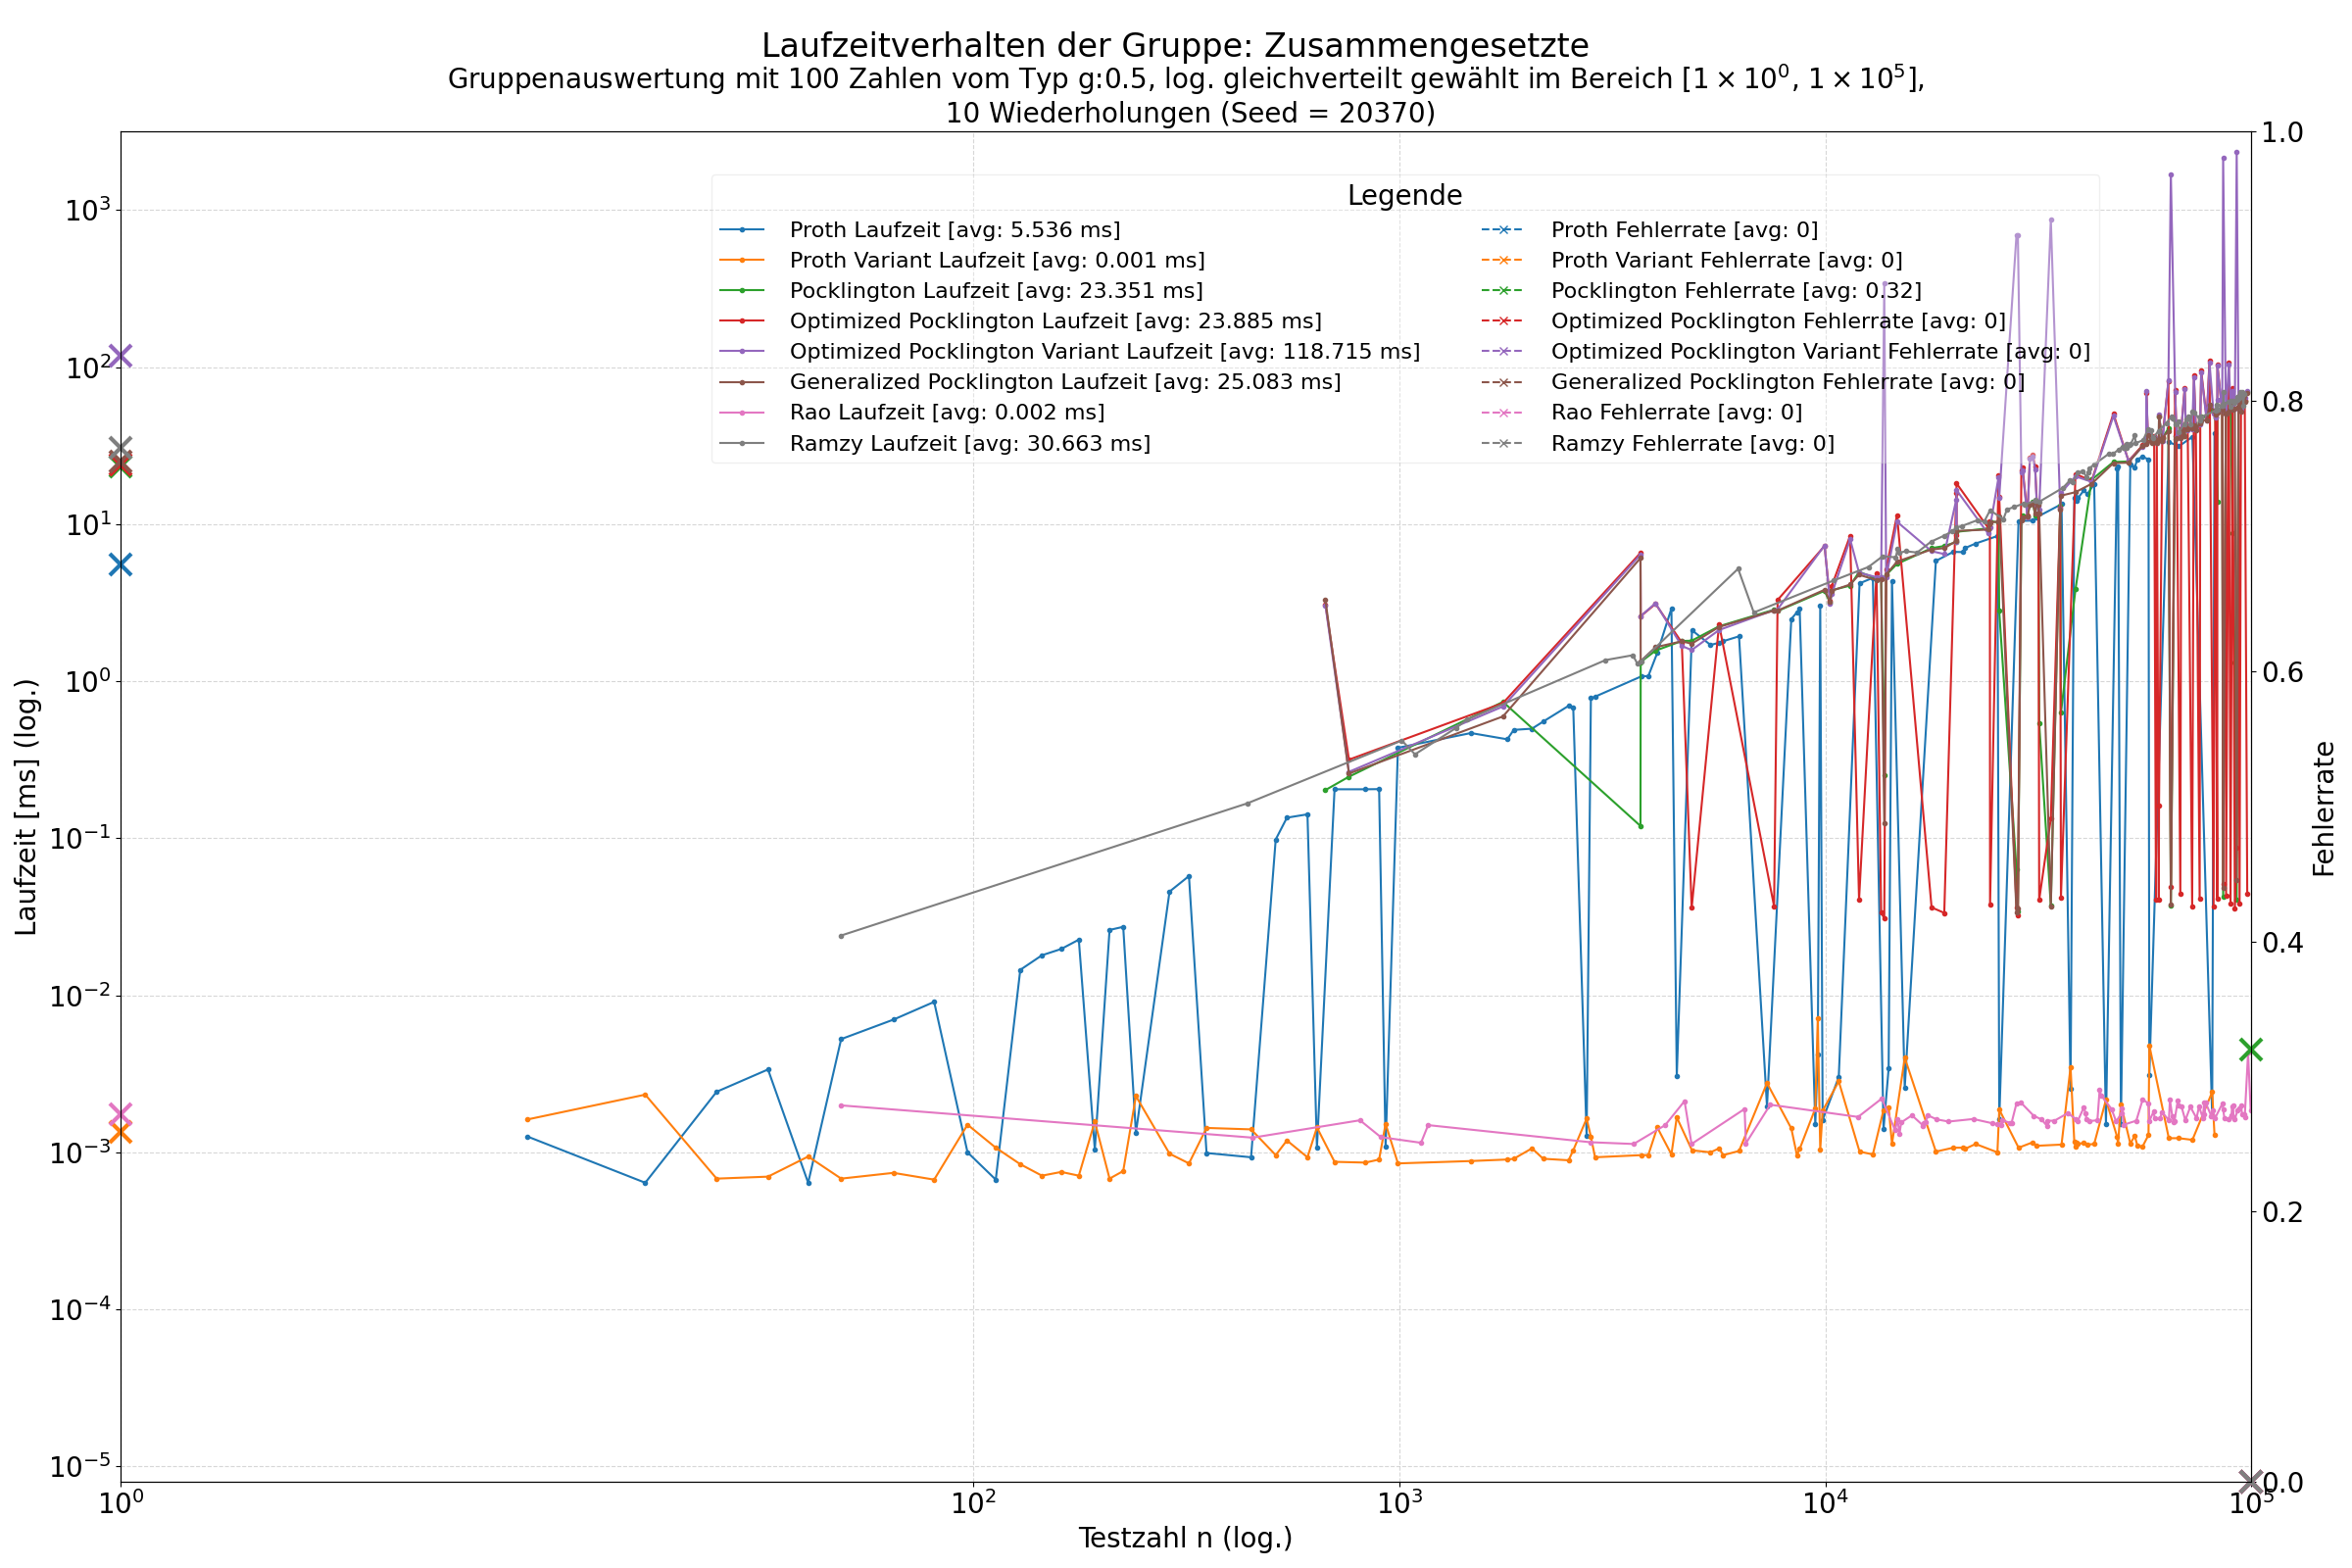 Laufzeitverhalten der Gruppe: Zusammengesetzte
Gruppenauswertung mit 100 Zahlen vom Typ g:0.5, log. gleichverteilt gewählt im Bereich [1 × 10⁰, 1 × 10⁵],
10 Wiederholungen (Seed = 20370)
Legende
Proth Laufzeit [avg: 5.536 ms]
Proth Variant Laufzeit [avg: 0.001 ms]
Pocklington Laufzeit [avg: 23.351 ms]
Optimized Pocklington Laufzeit [avg: 23.885 ms]
Optimized Pocklington Variant Laufzeit [avg: 118.715 ms]
Generalized Pocklington Laufzeit [avg: 25.083 ms]
Rao Laufzeit [avg: 0.002 ms]
Ramzy Laufzeit [avg: 30.663 ms]
Proth Fehlerrate [avg: 0]
Proth Variant Fehlerrate [avg: 0]
Pocklington Fehlerrate [avg: 0.32]
Optimized Pocklington Fehlerrate [avg: 0]
Optimized Pocklington Variant Fehlerrate [avg: 0]
Generalized Pocklington Fehlerrate [avg: 0]
Rao Fehlerrate [avg: 0]
Ramzy Fehlerrate [avg: 0]
Laufzeit [ms] (log.)
10³
10²
10¹
10⁰
10⁻¹
10⁻²
10⁻³
10⁻⁴
10⁻⁵
1.0
0.8
0.6
0.4
0.2
0.0
Fehlerrate
10⁰
10²
10³
10⁴
10⁵
Testzahl n (log.)